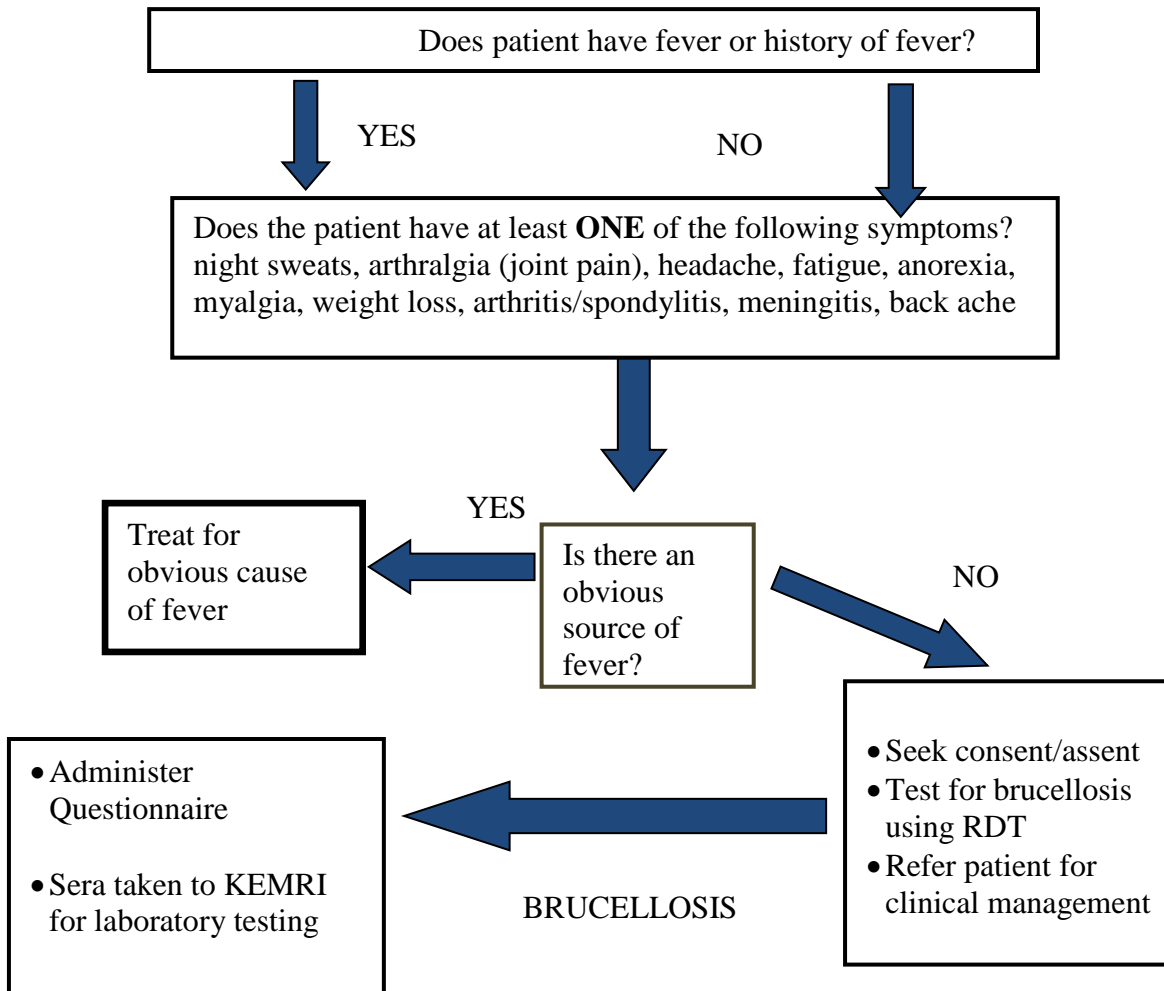 Does patient have fever or history of fever?
YES
NO
Does the patient have at least ONE of the following symptoms?
night sweats, arthralgia (joint pain), headache, fatigue, anorexia,
myalgia, weight loss, arthritis/spondylitis, meningitis, back ache
YES
Treat for
obvious cause
of fever
Is there an
obvious
source of
fever?
NO
• Seek consent/assent
• Test for brucellosis
using RDT
• Refer patient for
clinical management
BRUCELLOSIS
• Administer
Questionnaire
• Sera taken to KEMRI
for laboratory testing